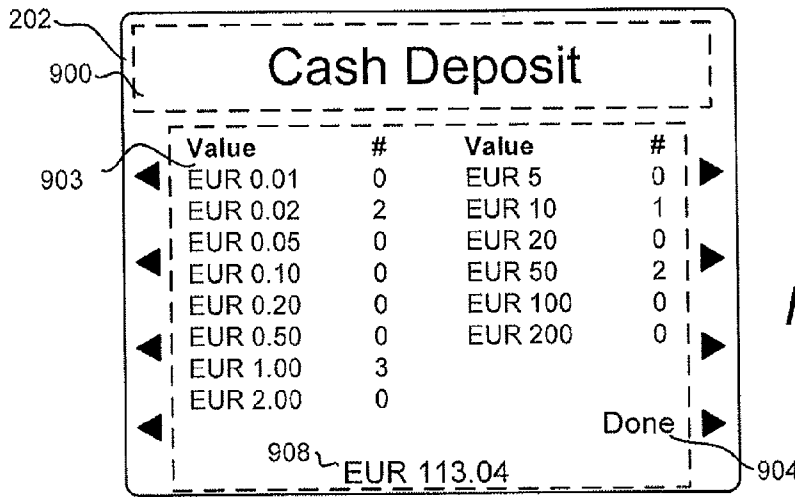 202
900
Cash Deposit
903
Value # Value #
EUR 0.01 0 EUR 5 0
EUR 0.02 2 EUR 10 1
EUR 0.05 0 EUR 20 0
EUR 0.10 0 EUR 50 2
EUR 0.20 0 EUR 100 0
EUR 0.50 0 EUR 200 0
EUR 1.00 3
EUR 2.00 0
Done
908
EUR 113.04
904